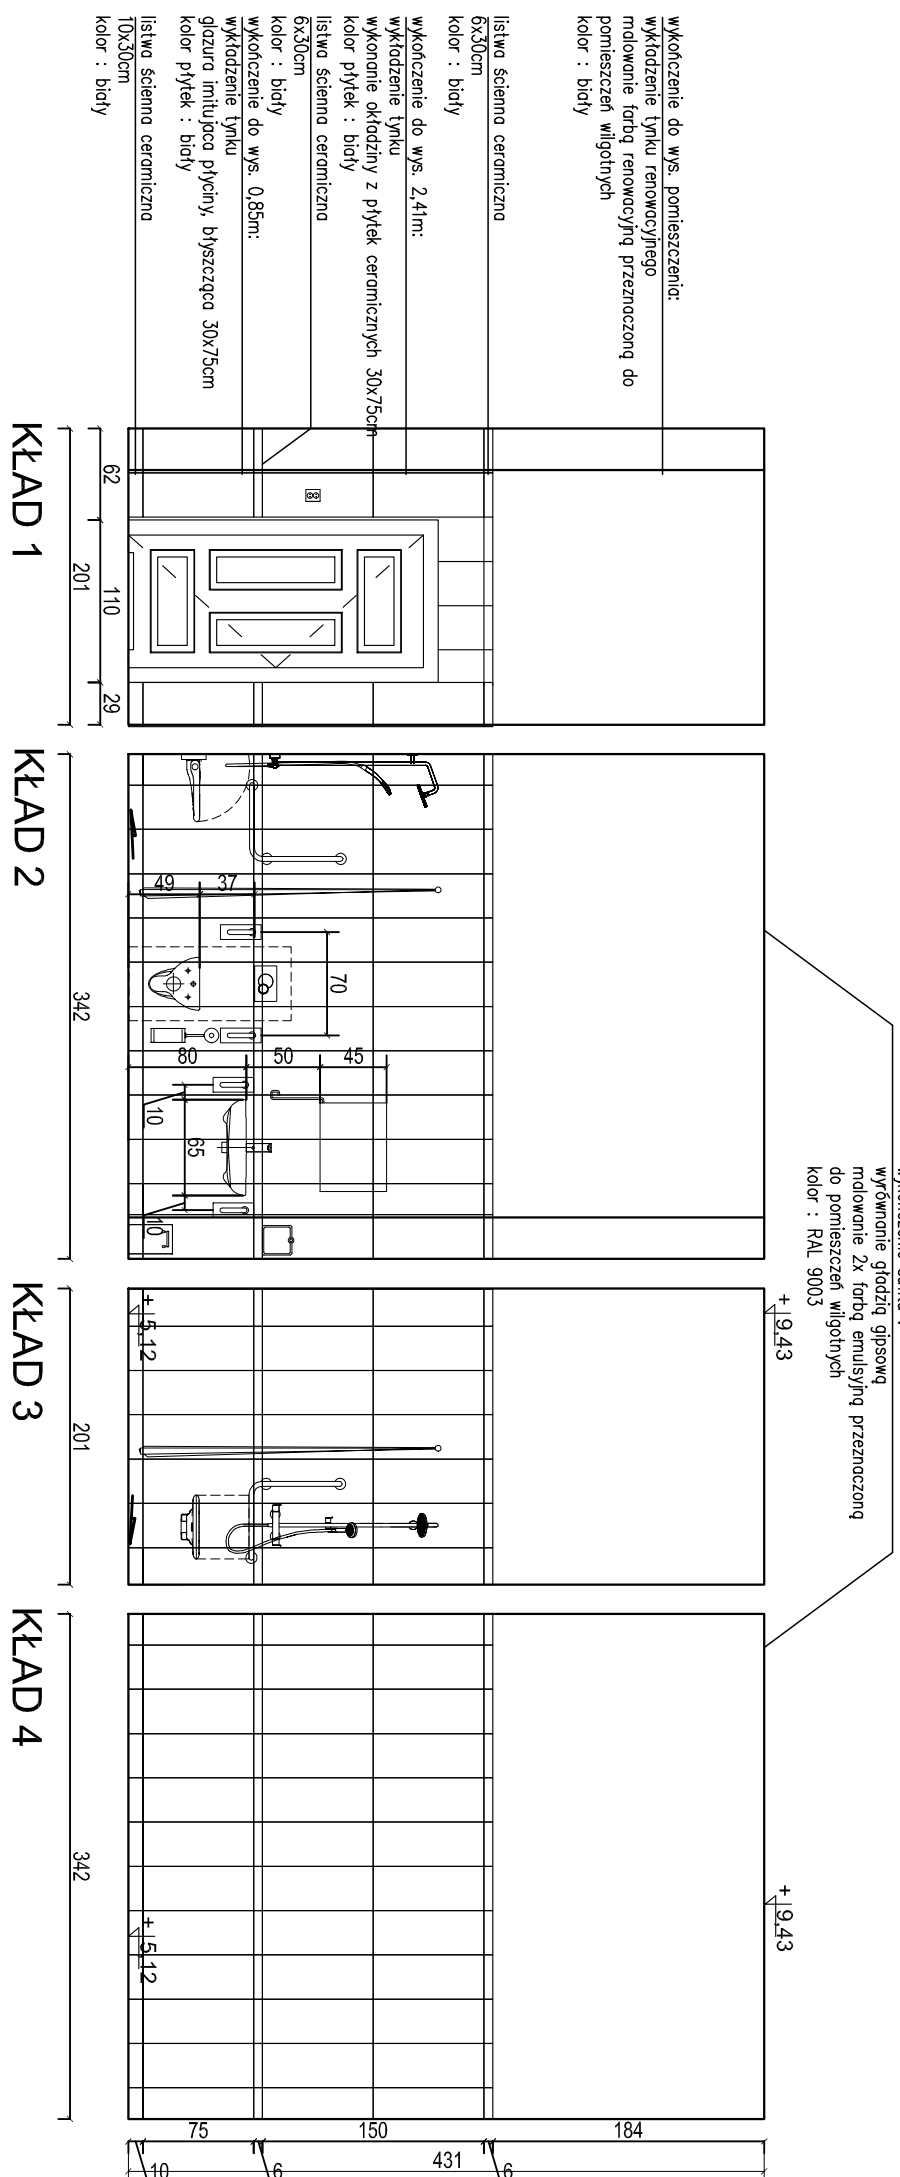 wykończenie do wys. pomieszczenia:
wykładzenie tynku renowacyjnego
malowanie farbą renowacyjną przeznaczoną do
pomieszczeń wilgotnych
kolor : biały
listwa ścienna ceramiczna
6x30cm
kolor : biały
wykończenie do wys. 2,41m:
wykładzenie tynku
wykonanie okładziny z płytek ceramicznych 30x75cm
kolor płytek : biały
listwa ścienna ceramiczna
6x30cm
kolor : biały
wykończenie do wys. 0,85m:
wykładzenie tynku
glazura imitujaca płyciny, błyszcząca 30x75cm
kolor płytek : biały
listwa ścienna ceramiczna
10x30cm
kolor : biały
62
110
29
201
KŁAD 1
49
37
70
80
50
45
10
65
10
342
KŁAD 2
wyrównanie gładzią gipsową
malowanie 2x farbą emulsyjną przeznaczoną
do pomieszczeń wilgotnych
kolor : RAL 9003
+ 9,43
+ 5,12
201
KŁAD 3
+ 9,43
+ 5,12
342
KŁAD 4
184
150
75
6
6
10
431